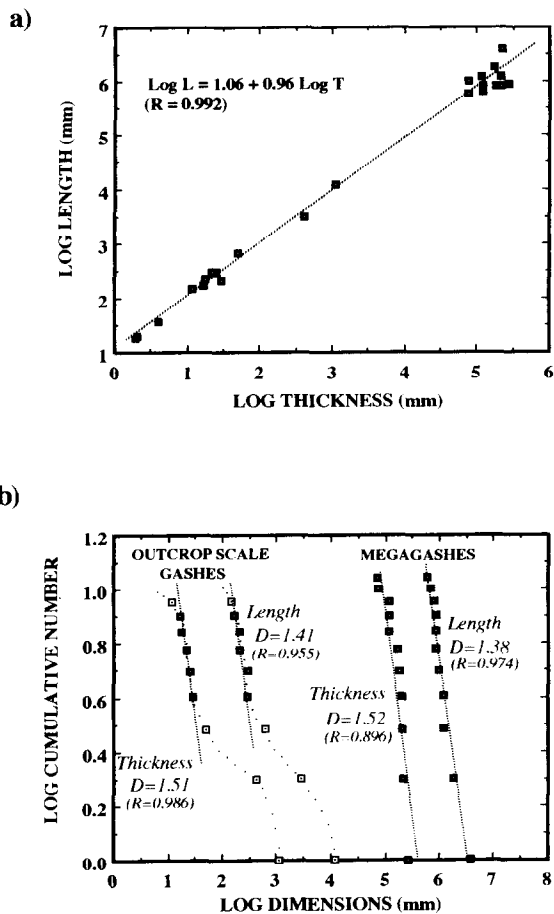 a)
7
6
5
4
3
2
1
Log L = 1.06 + 0.96 Log T
(R = 0.992)
LOG LENGTH (mm)
0 1 2 3 4 5 6
LOG THICKNESS (mm)
b)
1.2
1.0
0.8
0.6
0.4
0.2
0.0
LOG CUMULATIVE NUMBER
OUTCROP SCALE
GASHES
MEGAGASHES
Length
D=1.41
(R=0.955)
Length
D=1.38
(R=0.974)
Thickness
D=1.52
(R=0.896)
Thickness
D=1.51
(R=0.986)
0 1 2 3 4 5 6 7 8
LOG DIMENSIONS (mm)